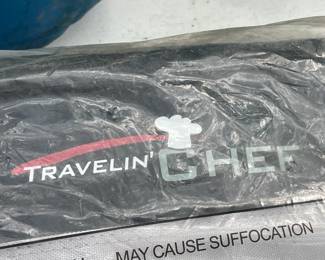 TRAVELIN' CHEF
MAY CAUSE SUFFOCATION